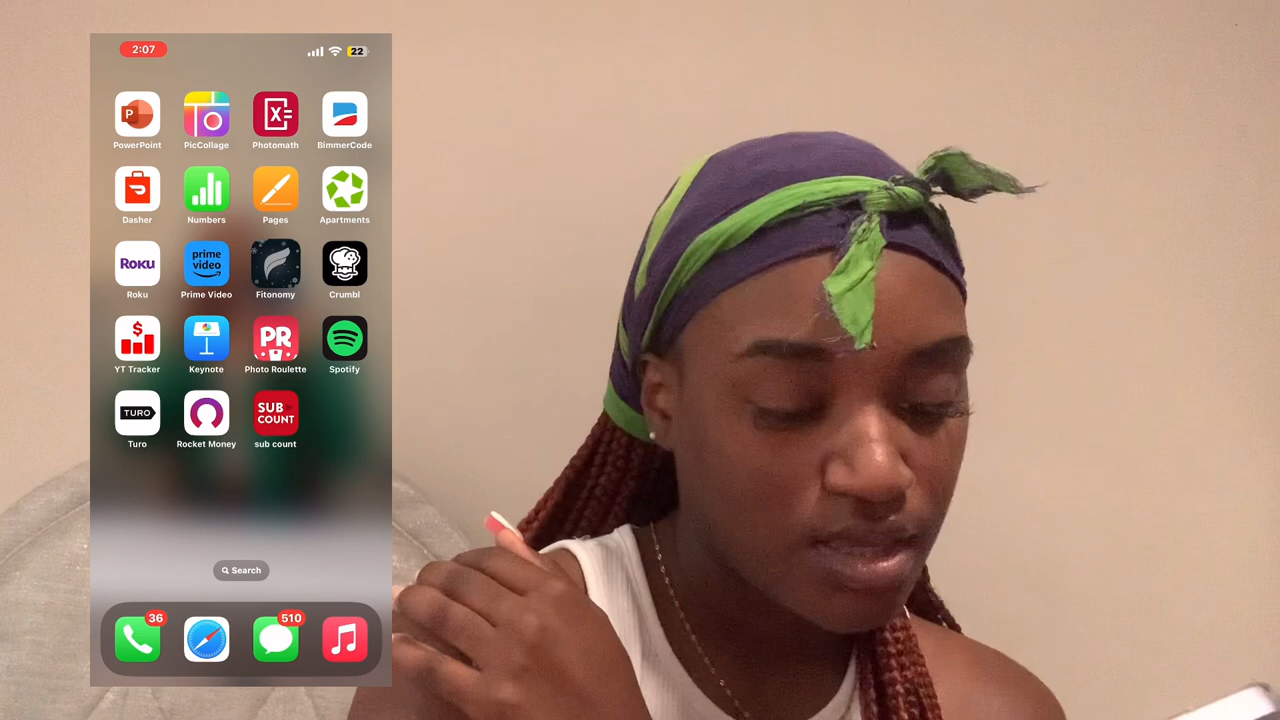 2:07
22
P
X
PowerPoint PicCollage Photomath BimmerCode
Dasher Numbers Pages Apartments
Roku
prime video
Roku Prime Video Fitonomy Crumbl
$
PR
YT Tracker Keynote Photo Roulette Spotify
TURO
SUB COUNT
Turo Rocket Money sub count
Search
36
510